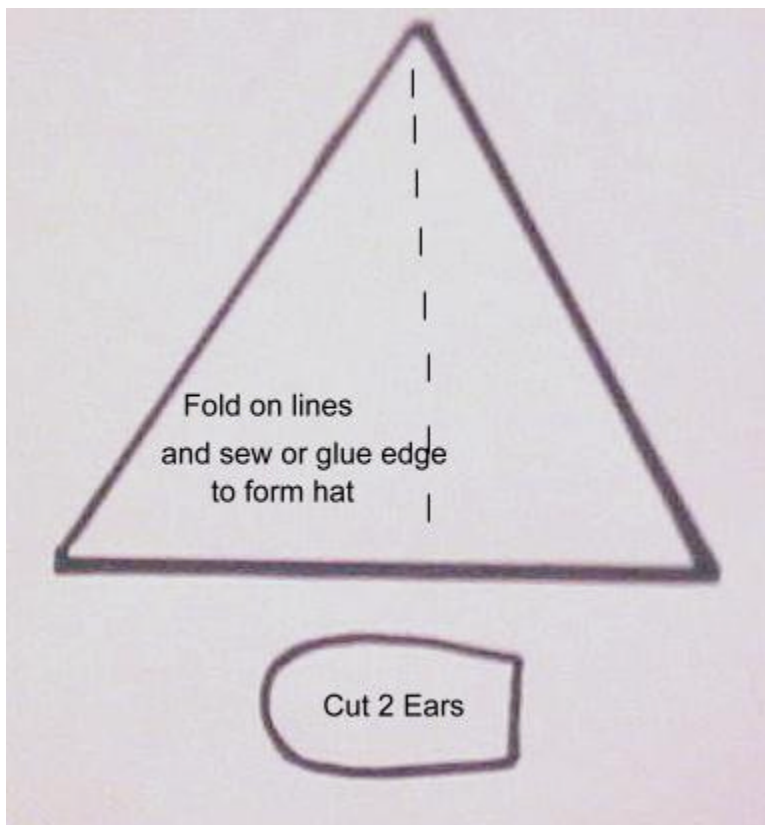 Fold on lines
and sew or glue edge
to form hat
Cut 2 Ears